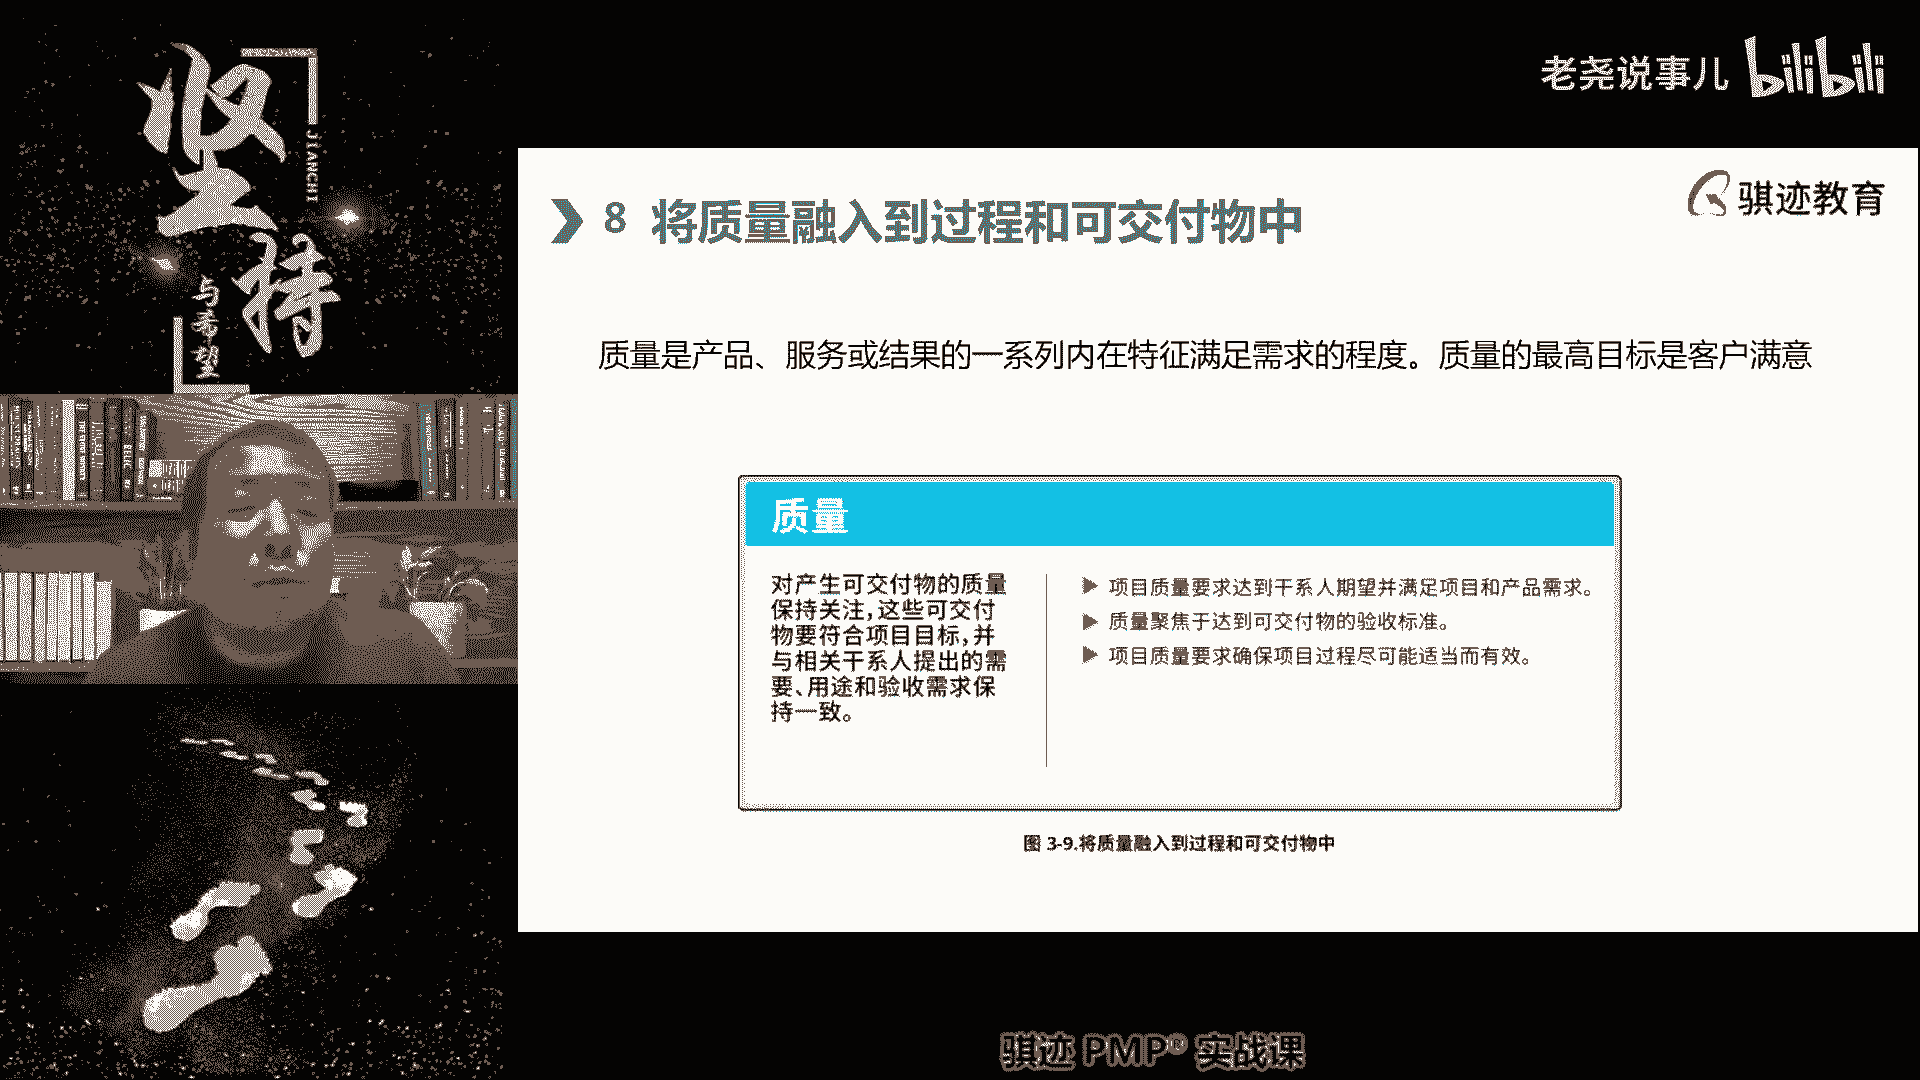 坚持
JIANCHI
与希望
老尧说事儿 bilibili
骐迹教育
8 将质量融入到过程和可交付物中
质量是产品、服务或结果的一系列内在特征满足需求的程度。质量的最高目标是客户满意
质量
对产生可交付物的质量
保持关注，这些可交付
物要符合项目目标，并
与相关干系人提出的需
要、用途和验收需求保
持一致。
项目质量要求达到干系人期望并满足项目和产品需求。
质量聚焦于达到可交付物的验收标准。
项目质量要求确保项目过程尽可能适当而有效。
图 3-9.将质量融入到过程和可交付物中
骐迹 PMP® 实战课